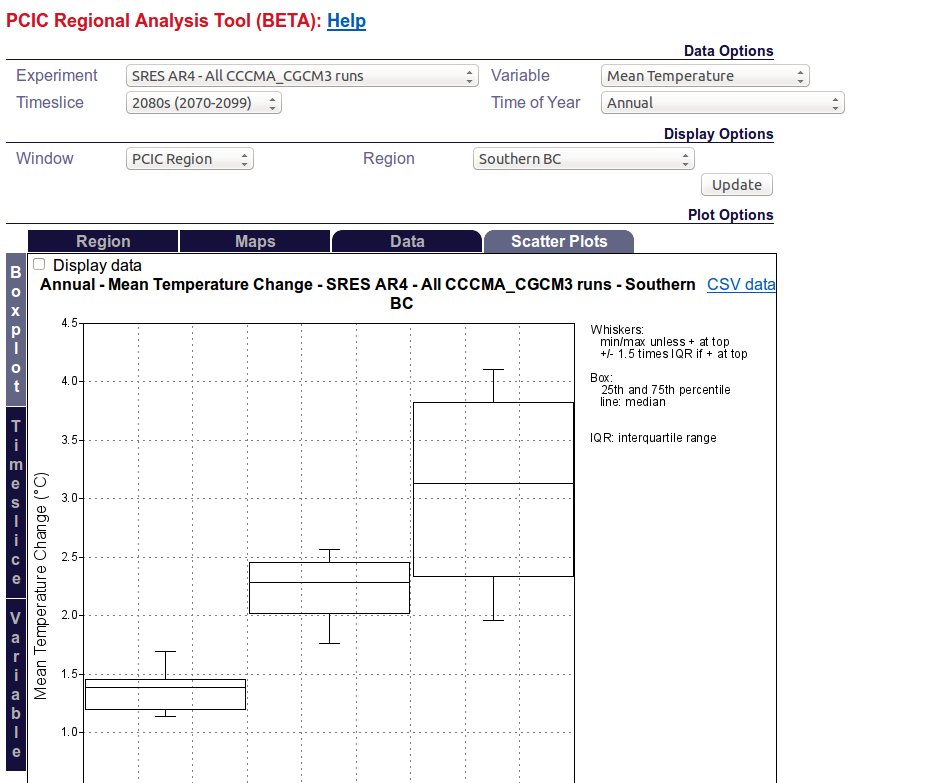 PCIC Regional Analysis Tool (BETA): Help
Data Options
Experiment SRES AR4 - All CCCMA_CGCM3 runs Variable Mean Temperature
Timeslice 2080s (2070-2099) Time of Year Annual
Display Options
Window PCIC Region Region Southern BC
Update
Plot Options
Region Maps Data Scatter Plots
Boxplot
Timeslice
Variable
Display data
Annual - Mean Temperature Change - SRES AR4 - All CCCMA_CGCM3 runs - Southern BC
CSV data
Mean Temperature Change (°C)
4.5
4.0
3.5
3.0
2.5
2.0
1.5
1.0
Whiskers:
min/max unless + at top
+/- 1.5 times IQR if + at top
Box:
25th and 75th percentile
line: median
IQR: interquartile range